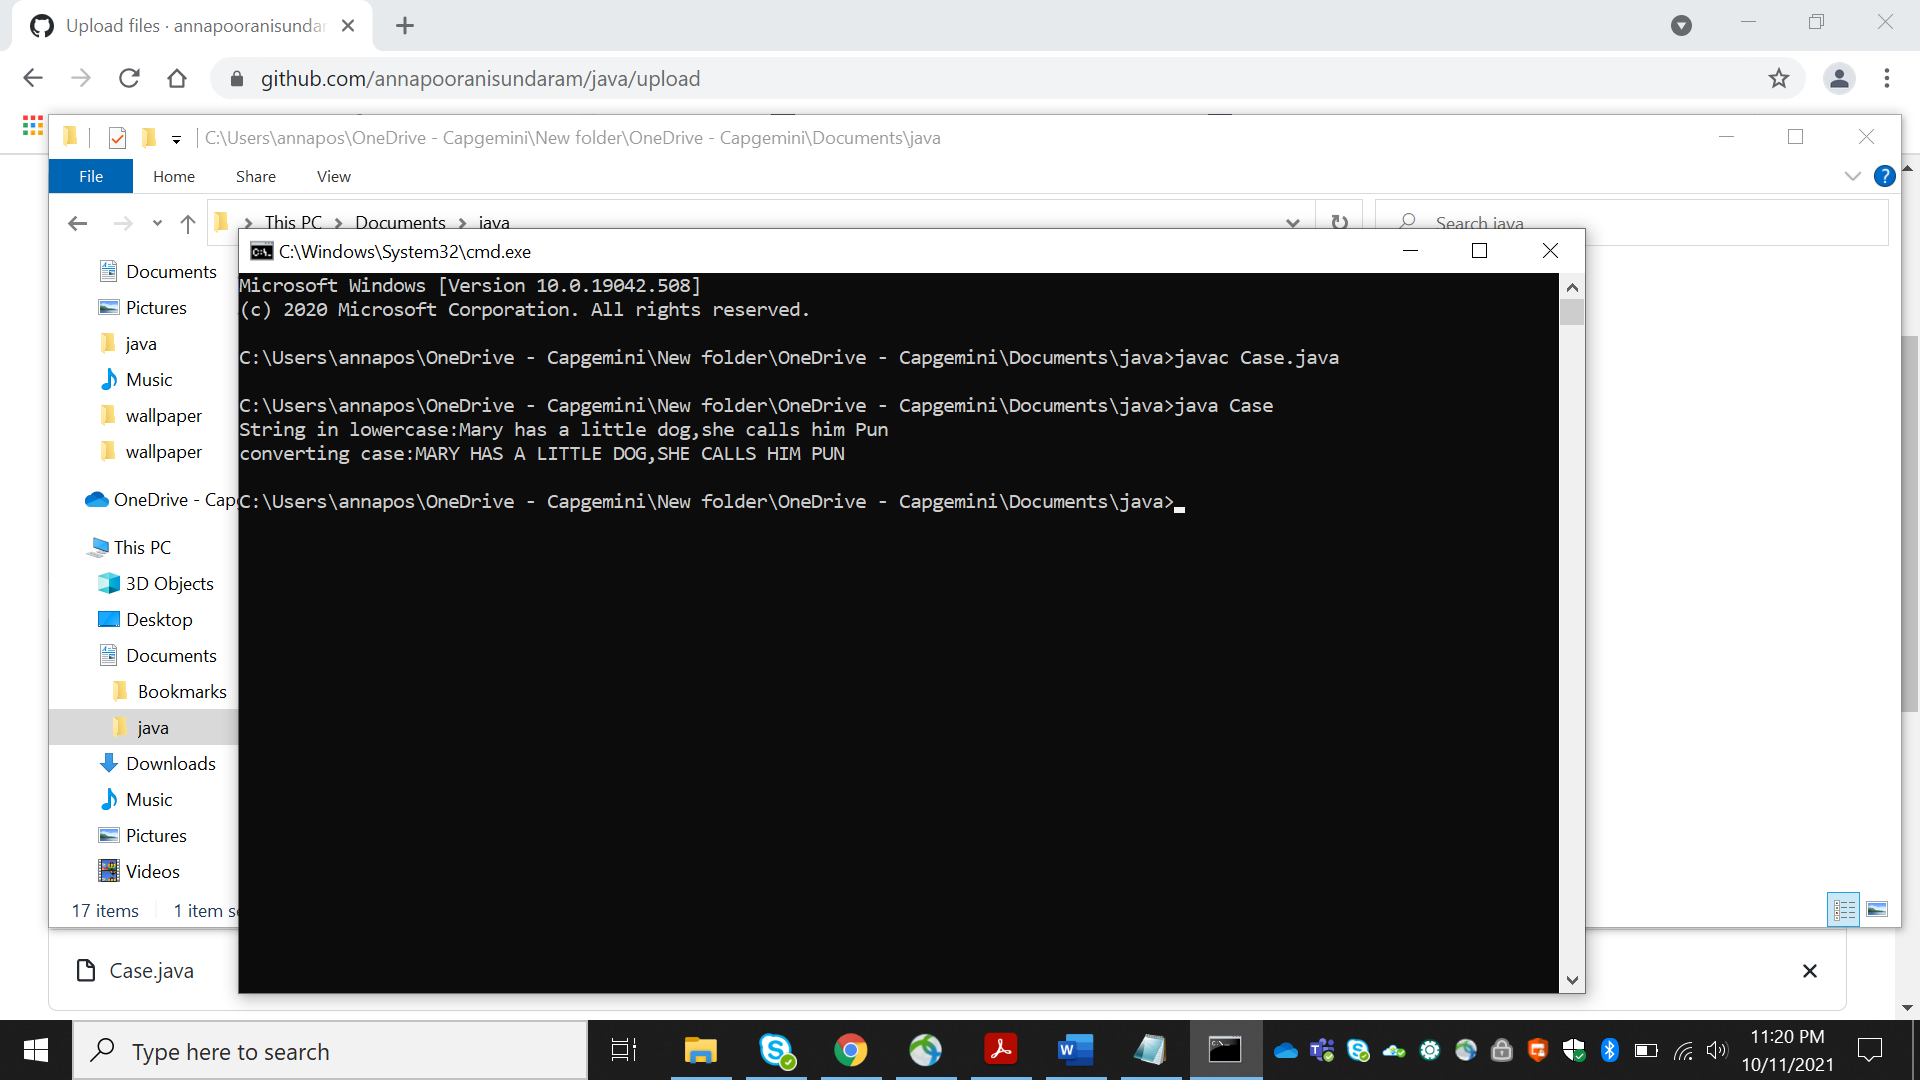 Upload files · annapooranisundar
github.com/annapooranisundaram/java/upload
C:\Users\annapos\OneDrive - Capgemini\New folder\OneDrive - Capgemini\Documents\java
File Home Share View
This PC > Documents > java
Search java
C:\Windows\System32\cmd.exe
Microsoft Windows [Version 10.0.19042.508]
(c) 2020 Microsoft Corporation. All rights reserved.
C:\Users\annapos\OneDrive - Capgemini\New folder\OneDrive - Capgemini\Documents\java>javac Case.java
C:\Users\annapos\OneDrive - Capgemini\New folder\OneDrive - Capgemini\Documents\java>java Case
String in lowercase:Mary has a little dog,she calls him Pun
converting case:MARY HAS A LITTLE DOG,SHE CALLS HIM PUN
C:\Users\annapos\OneDrive - Capgemini\New folder\OneDrive - Capgemini\Documents\java>
Documents
Pictures
java
Music
wallpaper
wallpaper
OneDrive - Cap
This PC
3D Objects
Desktop
Documents
Bookmarks
java
Downloads
Music
Pictures
Videos
17 items 1 item se
Case.java
Type here to search
11:20 PM
10/11/2021